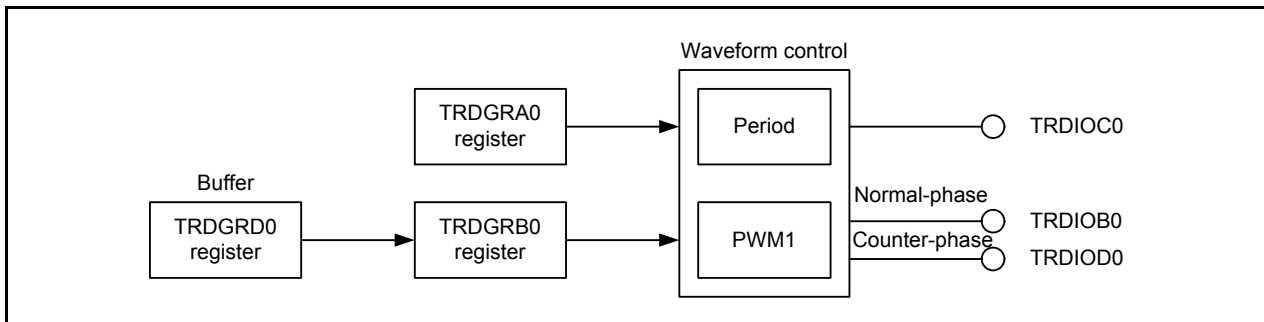 Waveform control
TRDGRA0
register
Period
TRDIOC0
Buffer
TRDGRD0
register
TRDGRB0
register
PWM1
Normal-phase
TRDIOB0
Counter-phase
TRDIOD0